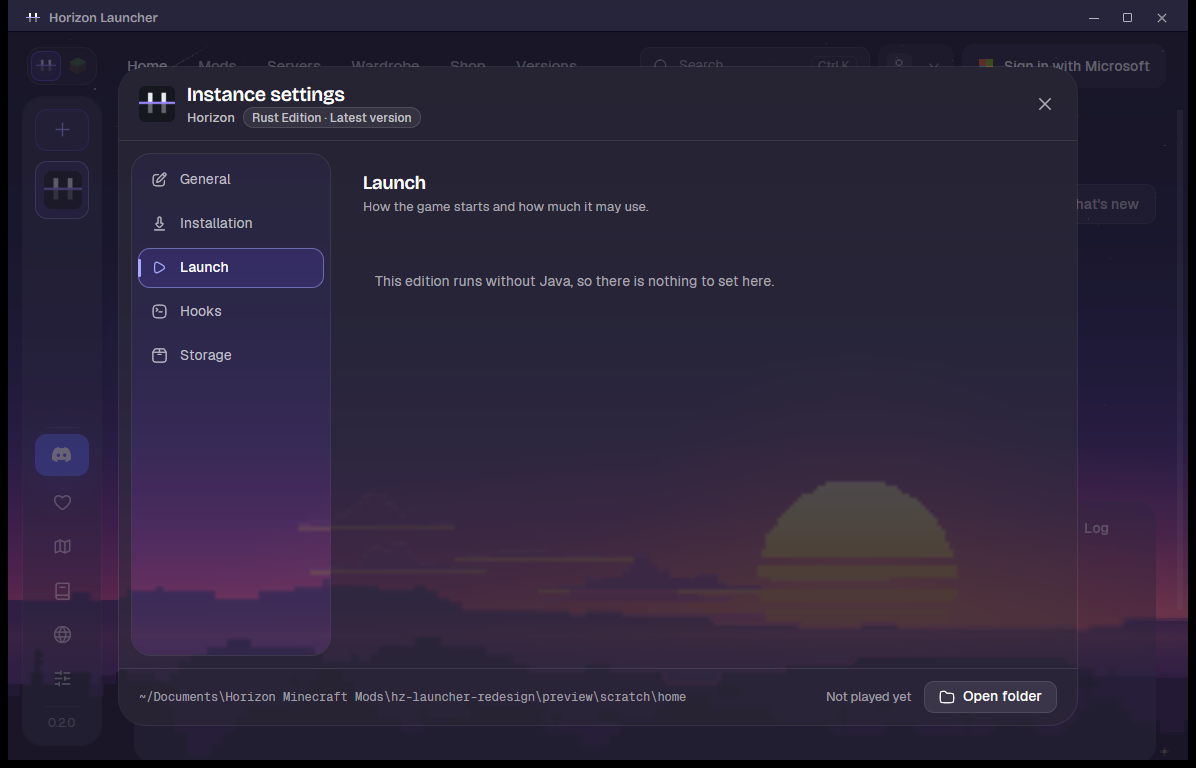 Horizon Launcher
Home Mods Servers Wardrobe Shop Versions Search Ctrl K Sign in with Microsoft
Instance settings
Horizon Rust Edition · Latest version
General
Installation
Launch
Hooks
Storage
Launch
How the game starts and how much it may use.
This edition runs without Java, so there is nothing to set here.
hat's new
Log
~/Documents\Horizon Minecraft Mods\hz-launcher-redesign\preview\scratch\home
Not played yet
Open folder
0.2.0